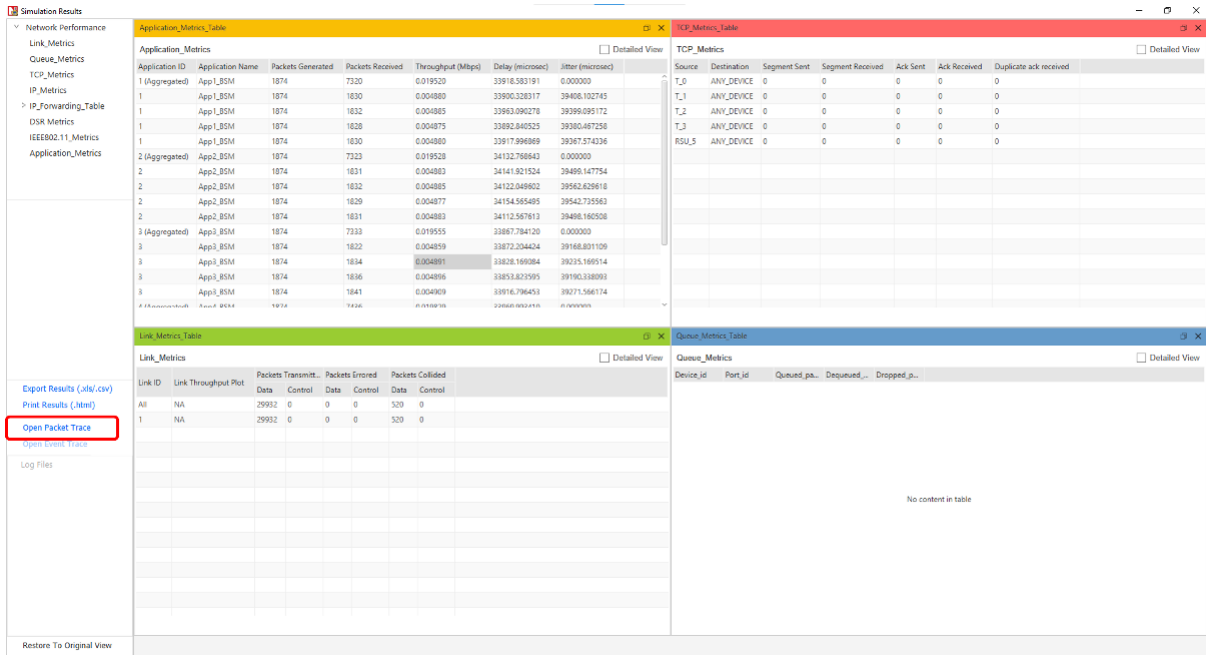 Simulation Results
Network Performance
Link_Metrics
Queue_Metrics
TCP_Metrics
IP_Metrics
IP_Forwarding_Table
DSR Metrics
IEEE802.11_Metrics
Application_Metrics
Export Results (.xls/.csv)
Print Results (.html)
Open Packet Trace
Open Event Trace
Log Files
Restore To Original View
Application_Metrics_Table
Application_Metrics Detailed View
Application ID Application Name Packets Generated Packets Received Throughput (Mbps) Delay (microsec) Jitter (microsec)
1 (Aggregated) App1_BSM 1874 7320 0.019520 33918.583191 0.000000
1 App1_BSM 1874 1830 0.004880 33900.328317 39408.102745
1 App1_BSM 1874 1832 0.004885 33963.090278 39399.095172
1 App1_BSM 1874 1828 0.004875 33892.840525 39380.467258
1 App1_BSM 1874 1830 0.004880 33917.996869 39367.574336
2 (Aggregated) App2_BSM 1874 7323 0.019528 34132.768643 0.000000
2 App2_BSM 1874 1831 0.004883 34141.921524 39499.147754
2 App2_BSM 1874 1832 0.004885 34122.049602 39562.629618
2 App2_BSM 1874 1829 0.004877 34154.565495 39542.735563
2 App2_BSM 1874 1831 0.004883 34112.567613 39498.160508
3 (Aggregated) App3_BSM 1874 7333 0.019555 33867.784120 0.000000
3 App3_BSM 1874 1822 0.004859 33872.204424 39168.801109
3 App3_BSM 1874 1834 0.004891 33828.169084 39235.169514
3 App3_BSM 1874 1836 0.004896 33853.823595 39190.338093
3 App3_BSM 1874 1841 0.004909 33916.796453 39271.566174
4 (Aggregated) App4_BSM 1874 7436 0.019829 0.000000
TCP_Metrics_Table
TCP_Metrics Detailed View
Source Destination Segment Sent Segment Received Ack Sent Ack Received Duplicate ack received
T_0 ANY_DEVICE 0 0 0 0 0
T_1 ANY_DEVICE 0 0 0 0 0
T_2 ANY_DEVICE 0 0 0 0 0
T_3 ANY_DEVICE 0 0 0 0 0
RSU_5 ANY_DEVICE 0 0 0 0 0
Link_Metrics_Table
Link_Metrics Detailed View
Link ID Link Throughput Plot Packets Transmitt... Packets Errored Packets Collided
Data Control Data Control Data Control
All NA 29932 0 0 0 520 0
1 NA 29932 0 0 0 520 0
Queue_Metrics_Table
Queue_Metrics Detailed View
Device_id Port_id Queued_pa... Dequeued_... Dropped_p...
No content in table